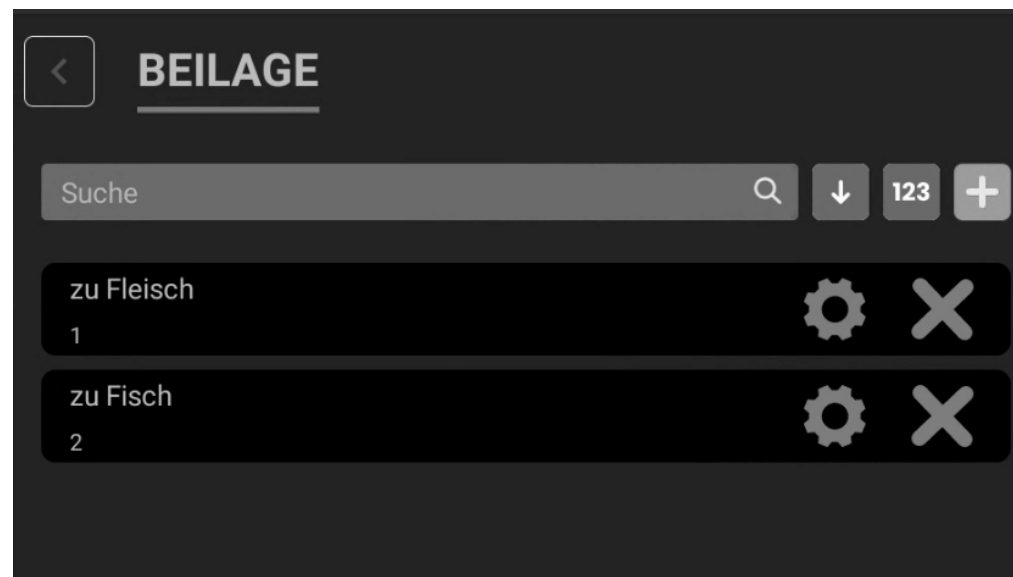 BEILAGE
Suche
123
zu Fleisch
1
zu Fisch
2